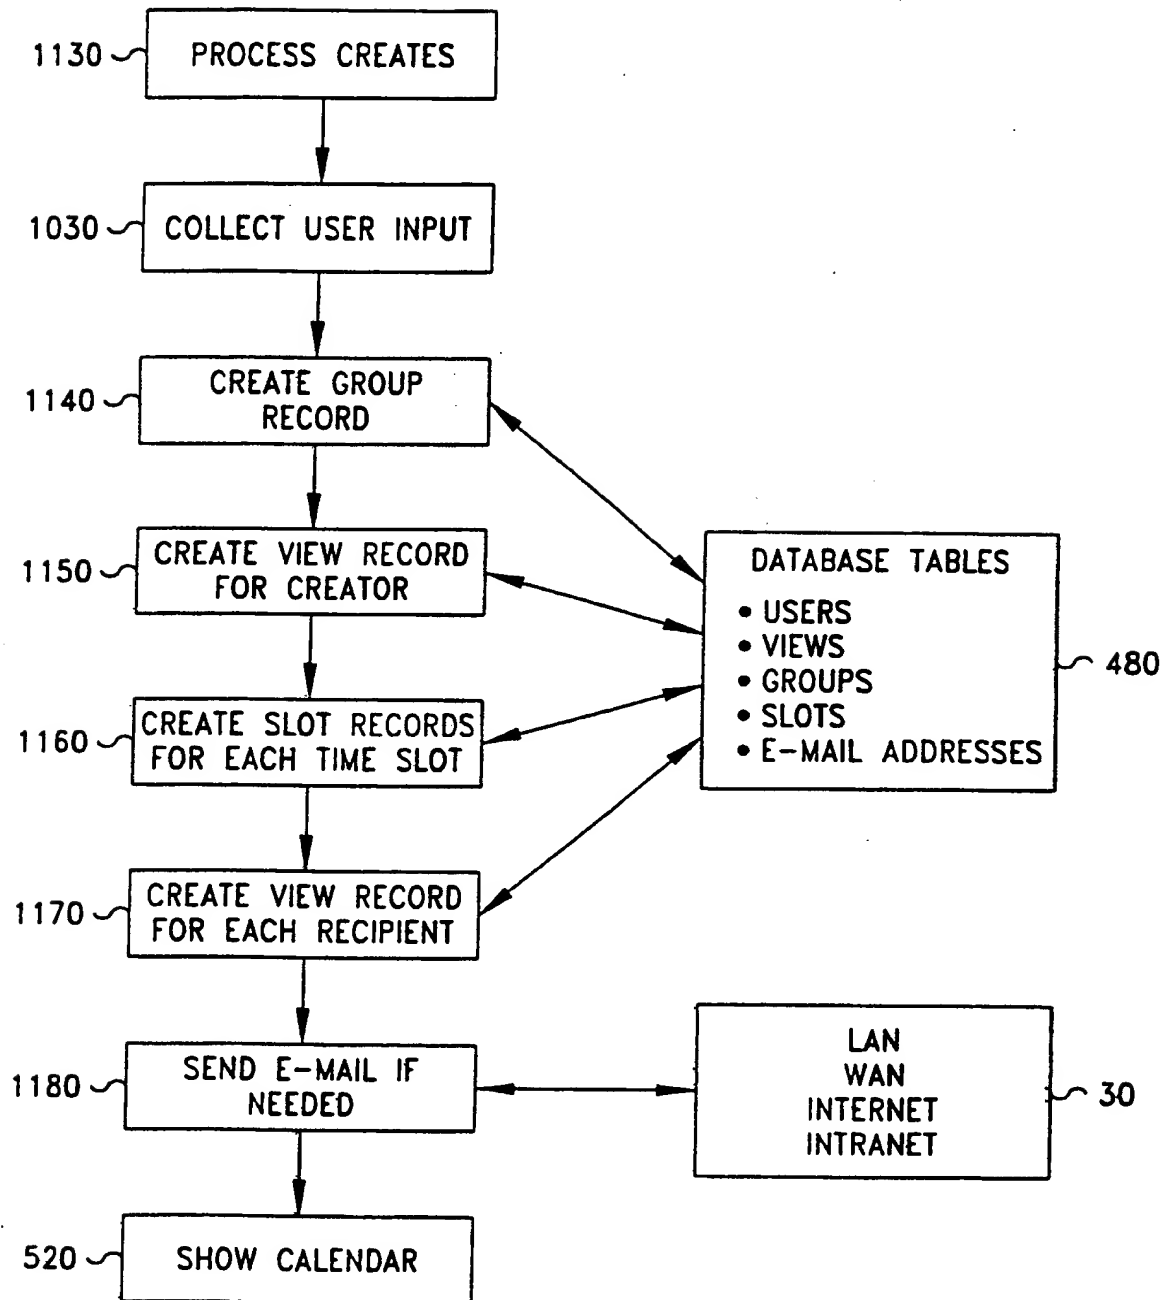 1130
PROCESS CREATES
1030
COLLECT USER INPUT
1140
CREATE GROUP
RECORD
1150
CREATE VIEW RECORD
FOR CREATOR
1160
CREATE SLOT RECORDS
FOR EACH TIME SLOT
1170
CREATE VIEW RECORD
FOR EACH RECIPIENT
1180
SEND E-MAIL IF
NEEDED
520
SHOW CALENDAR
DATABASE TABLES
• USERS
• VIEWS
• GROUPS
• SLOTS
• E-MAIL ADDRESSES
480
LAN
WAN
INTERNET
INTRANET
30